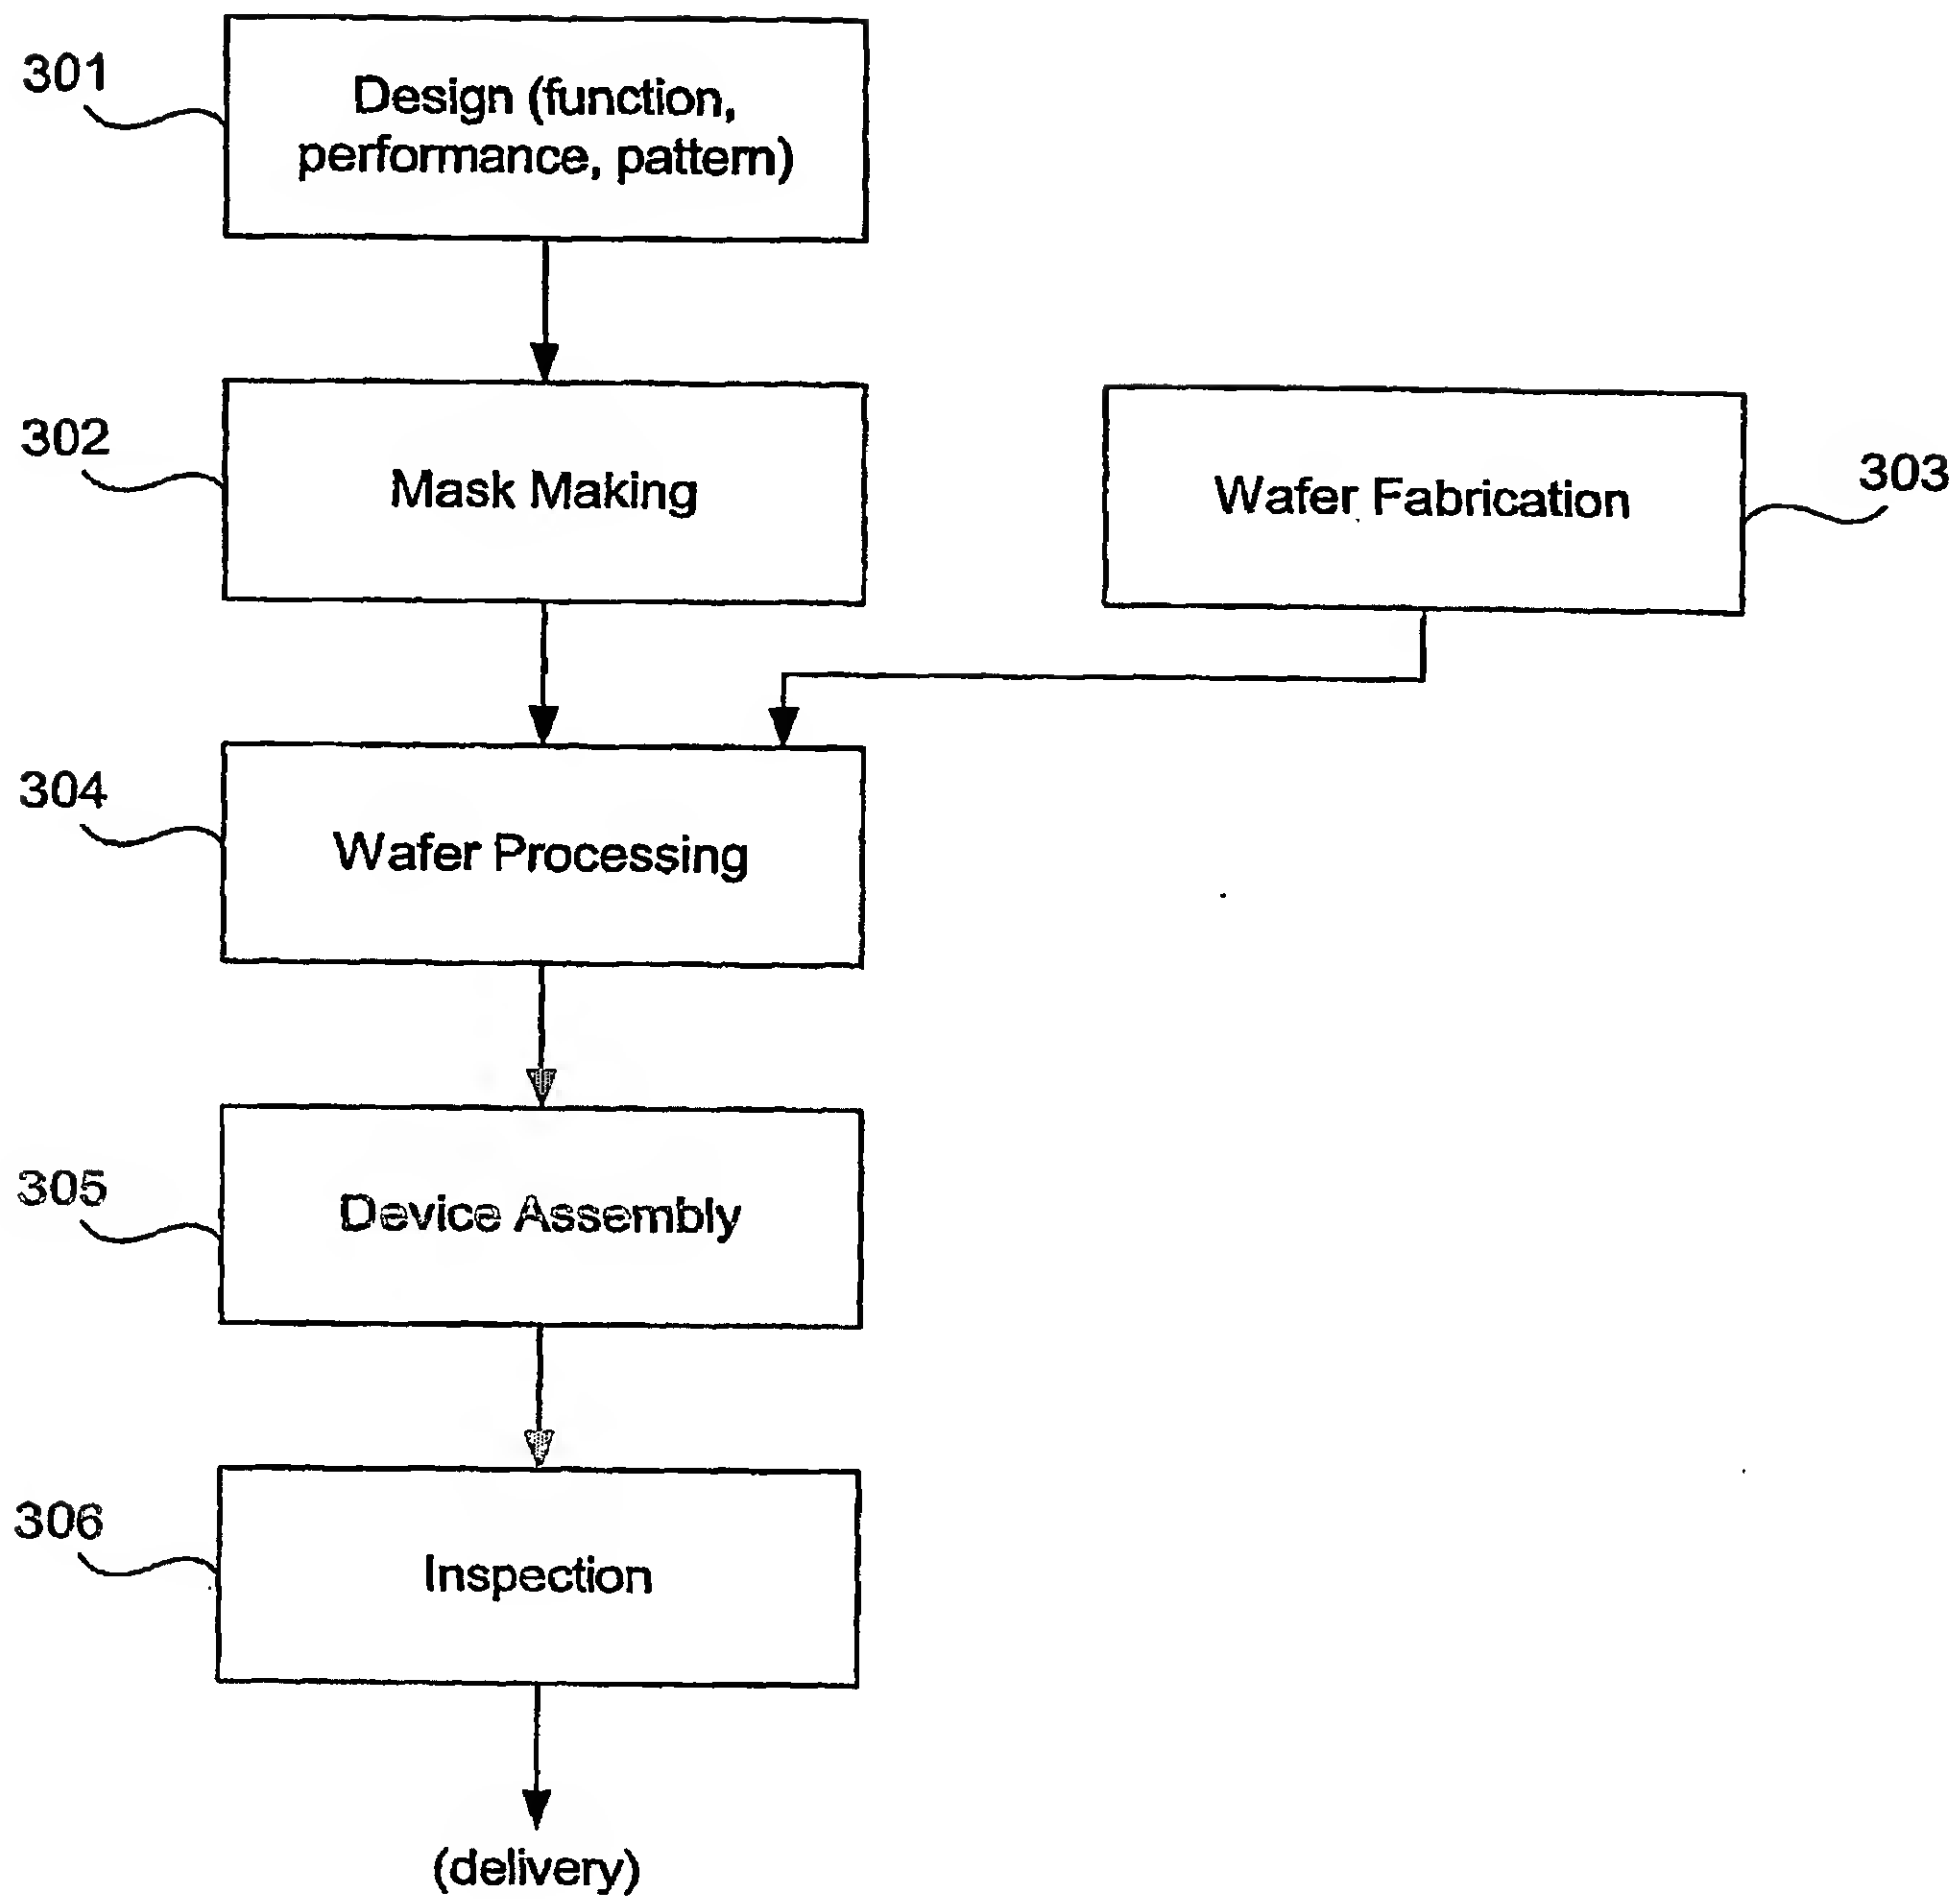 301
Design (function,
performance, pattern)
302
Mask Making
Wafer Fabrication
303
304
Wafer Processing
305
Device Assembly
306
Inspection
(delivery)